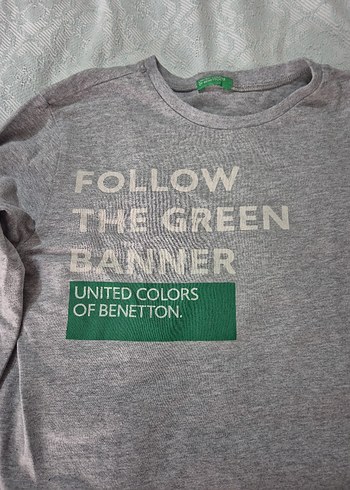 FOLLOW
THE GREEN
BANNER
UNITED COLORS
OF BENETTON.